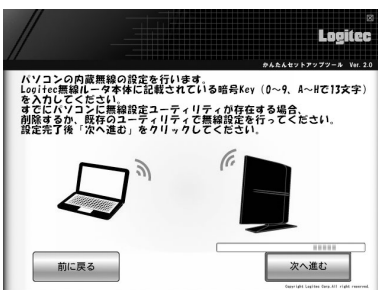 Logitec
かんたんセットアップツール Ver. 2.0
パソコンの内蔵無線の設定を行います。
Logitec無線ルータ本体に記載されている暗号Key（0～9、A～Hで13文字）
を入力してください。
すでにパソコンに無線設定ユーティリティが存在する場合、
削除するか、既存のユーティリティで無線設定を行ってください。
設定完了後「次へ進む」をクリックしてください。
前に戻る
次へ進む
Copyright Logitec Corp.All right reserved.